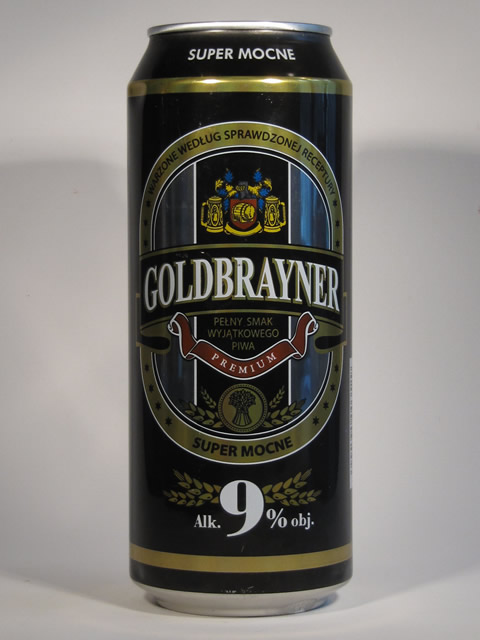 SUPER MOCNE
WARZONE WEDŁUG SPRAWDZONEJ RECEPTURY
GOLDBRAYNER
PEŁNY SMAK
WYJĄTKOWEGO
PIWA
PREMIUM
SUPER MOCNE
Alk. 9% obj.